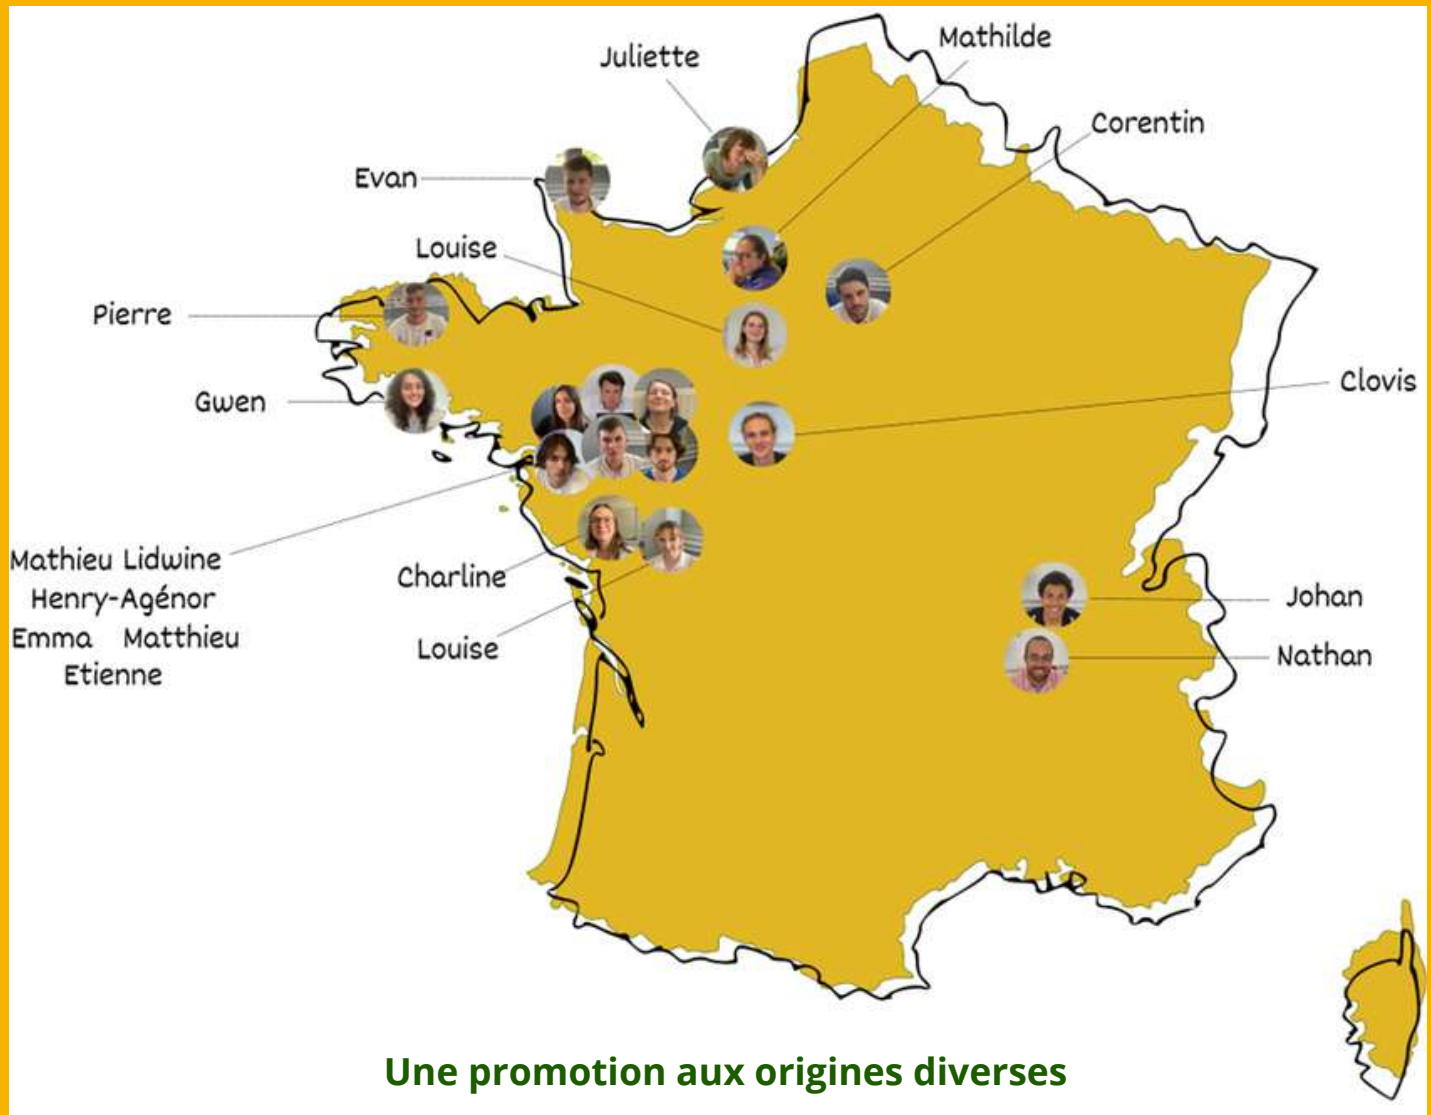 Mathilde
Juliette
Corentin
Evan
Louise
Pierre
Clovis
Gwen
Mathieu Lidwine
Henry-Agénor
Emma Matthieu
Etienne
Charline
Louise
Johan
Nathan
Une promotion aux origines diverses